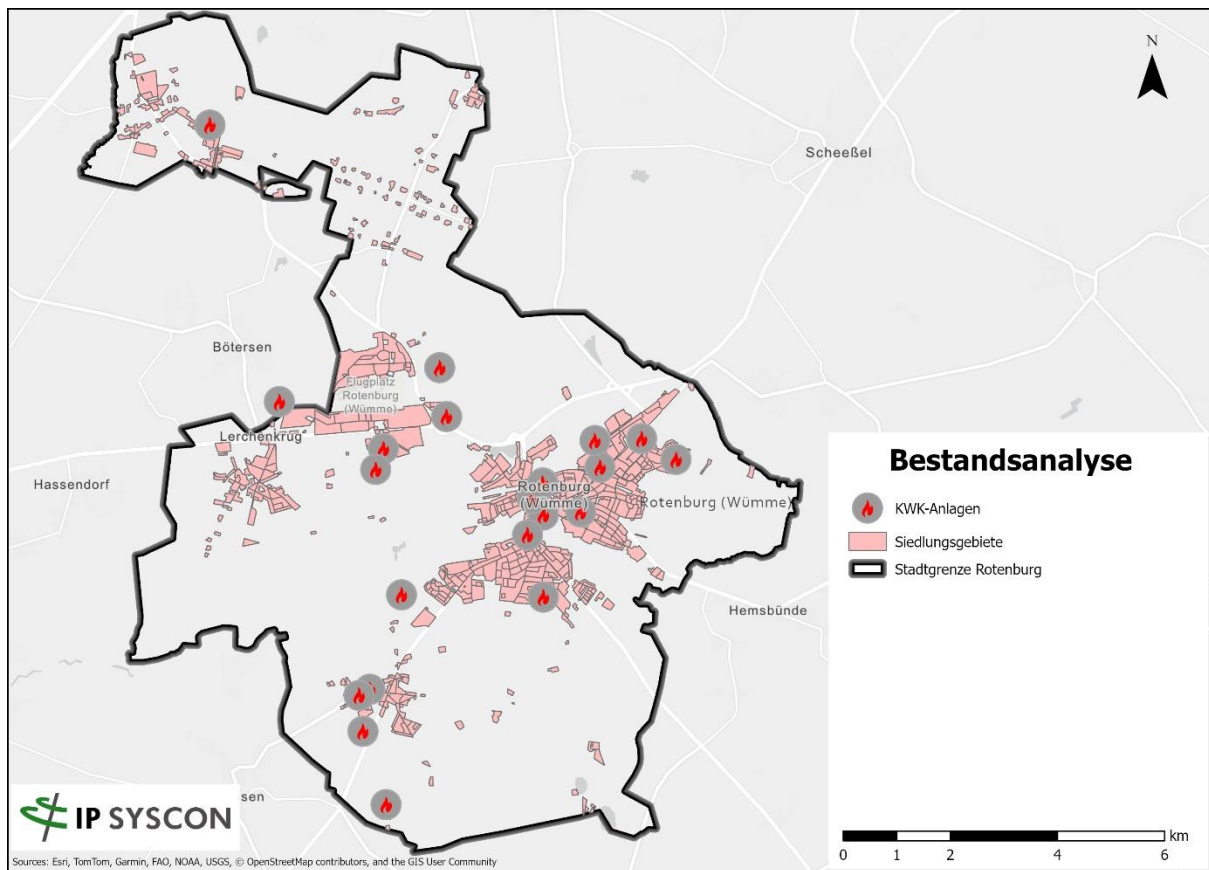 N
Scheeßel
Bötersen
Flugplatz
Rotenburg
(Wümme)
Lerchenkrug
Hassendorf
Rotenburg
(Wümme)
Rotenburg (Wümme)
Hemsbünde
sen
Bestandsanalyse
KWK-Anlagen
Siedlungsgebiete
Stadtgrenze Rotenburg
IP SYSCON
km
0 1 2 4 6
Sources: Esri, TomTom, Garmin, FAO, NOAA, USGS, © OpenStreetMap contributors, and the GIS User Community